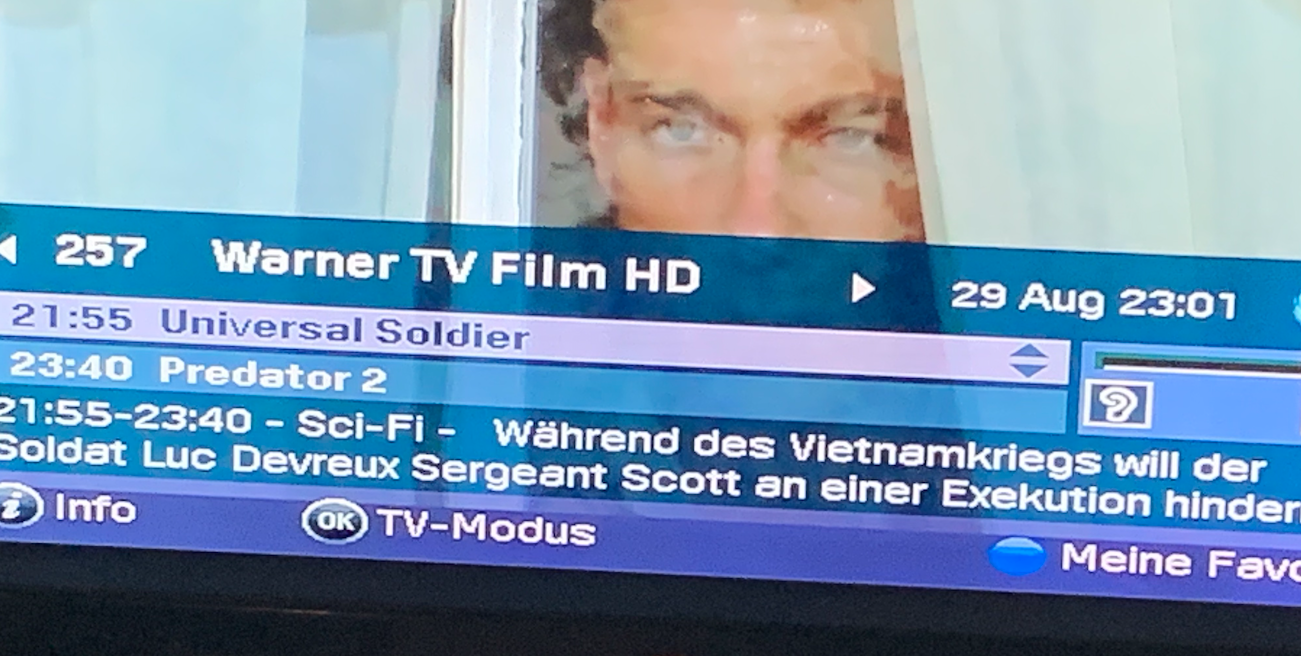 257 Warner TV Film HD 29 Aug 23:01
21:55 Universal Soldier
23:40 Predator 2
21:55-23:40 - Sci-Fi - Während des Vietnamkriegs will der
Soldat Luc Devreux Sergeant Scott an einer Exekution hinder
i Info OK TV-Modus Meine Favo